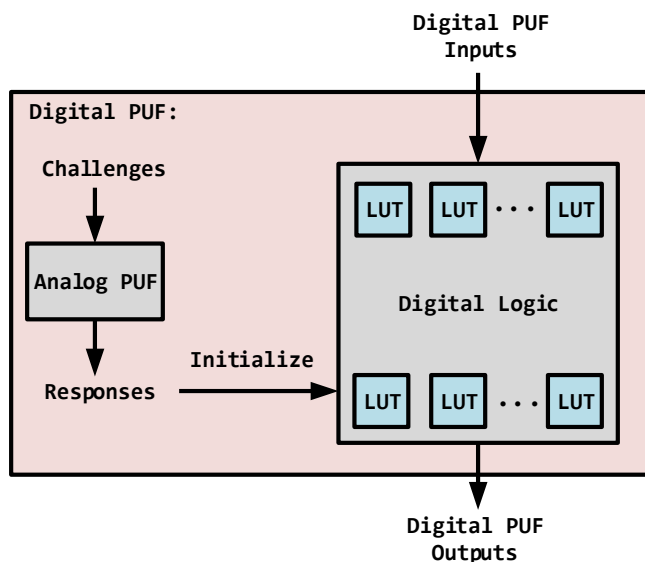 Digital PUF
Inputs
Digital PUF:
Challenges
Analog PUF
Responses
Initialize
LUT LUT ... LUT
Digital Logic
LUT LUT ... LUT
Digital PUF
Outputs